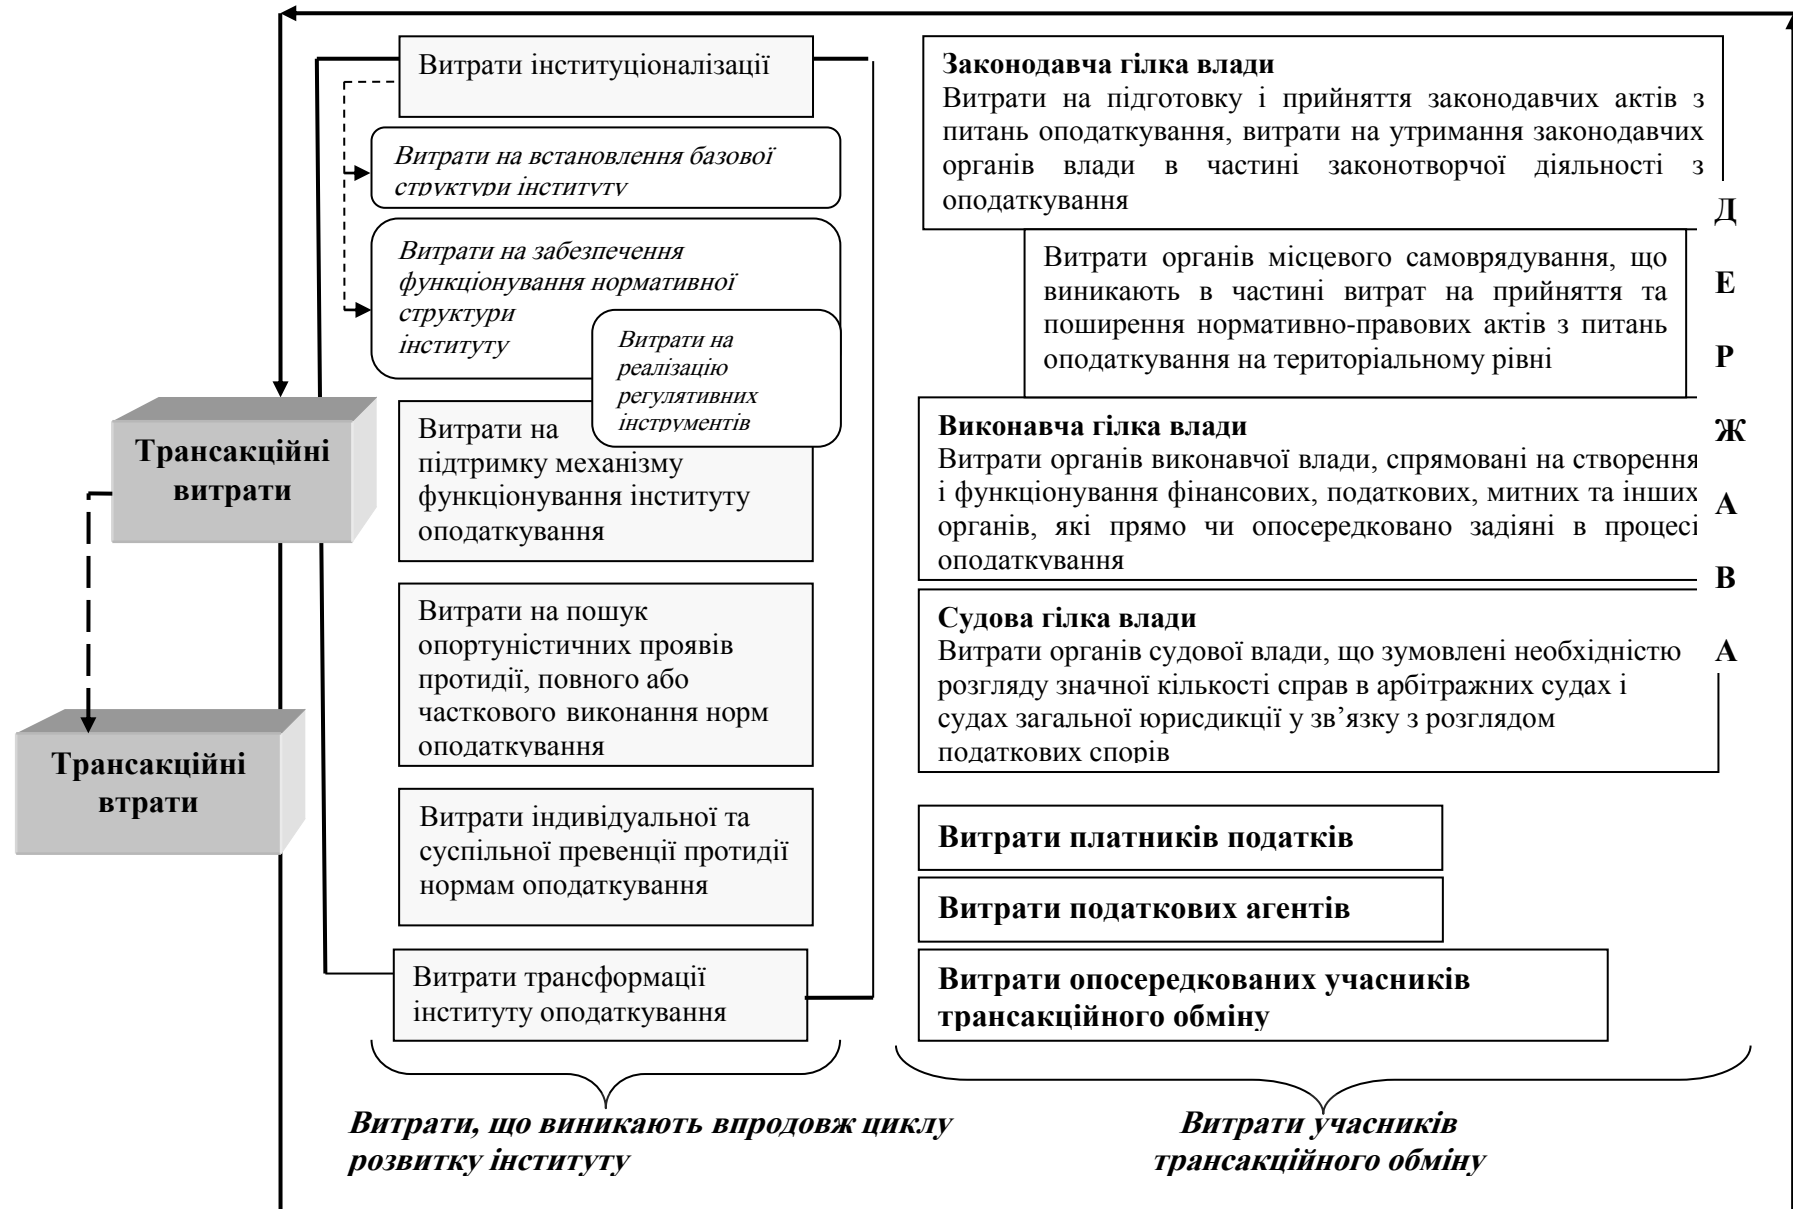 Витрати інституціоналізації
Витрати на встановлення базової
структури інституту
Витрати на забезпечення
функціонування нормативної
структури
інституту
Витрати на
реалізацію
регулятивних
інструментів
Витрати на
підтримку механізму
функціонування інституту
оподаткування
Витрати на пошук
опортуністичних проявів
протидії, повного або
часткового виконання норм
оподаткування
Витрати індивідуальної та
суспільної превенції протидії
нормам оподаткування
Витрати трансформації
інституту оподаткування
Витрати, що виникають впродовж циклу
розвитку інституту
Трансакційні
витрати
Трансакційні
втрати
Законодавча гілка влади
Витрати на підготовку і прийняття законодавчих актів з
питань оподаткування, витрати на утримання законодавчих
органів влади в частині законотворчої діяльності з
оподаткування
Витрати органів місцевого самоврядування, що
виникають в частині витрат на прийняття та
поширення нормативно-правових актів з питань
оподаткування на територіальному рівні
Виконавча гілка влади
Витрати органів виконавчої влади, спрямовані на створення
і функціонування фінансових, податкових, митних та інших
органів, які прямо чи опосередковано задіяні в процесі
оподаткування
Судова гілка влади
Витрати органів судової влади, що зумовлені необхідністю
розгляду значної кількості справ в арбітражних судах і
судах загальної юрисдикції у зв’язку з розглядом
податкових спорів
Д
Е
Р
Ж
А
В
А
Витрати платників податків
Витрати податкових агентів
Витрати опосередкованих учасників
трансакційного обміну
Витрати учасників
трансакційного обміну